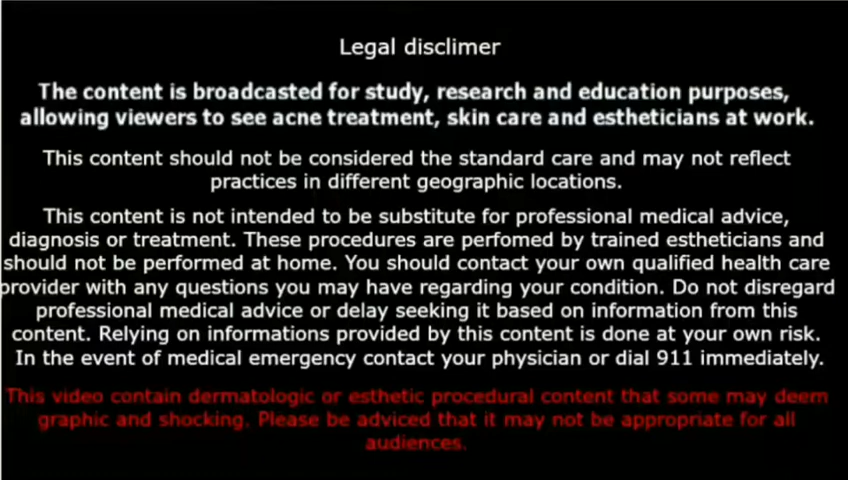 Legal disclimer
The content is broadcasted for study, research and education purposes,
allowing viewers to see acne treatment, skin care and estheticians at work.
This content should not be considered the standard care and may not reflect
practices in different geographic locations.
This content is not intended to be substitute for professional medical advice,
diagnosis or treatment. These procedures are perfomed by trained estheticians and
should not be performed at home. You should contact your own qualified health care
provider with any questions you may have regarding your condition. Do not disregard
professional medical advice or delay seeking it based on information from this
content. Relying on informations provided by this content is done at your own risk.
In the event of medical emergency contact your physician or dial 911 immediately.
This video contain dermatologic or esthetic procedural content that some may deem
graphic and shocking. Please be adviced that it may not be appropriate for all
audiences.